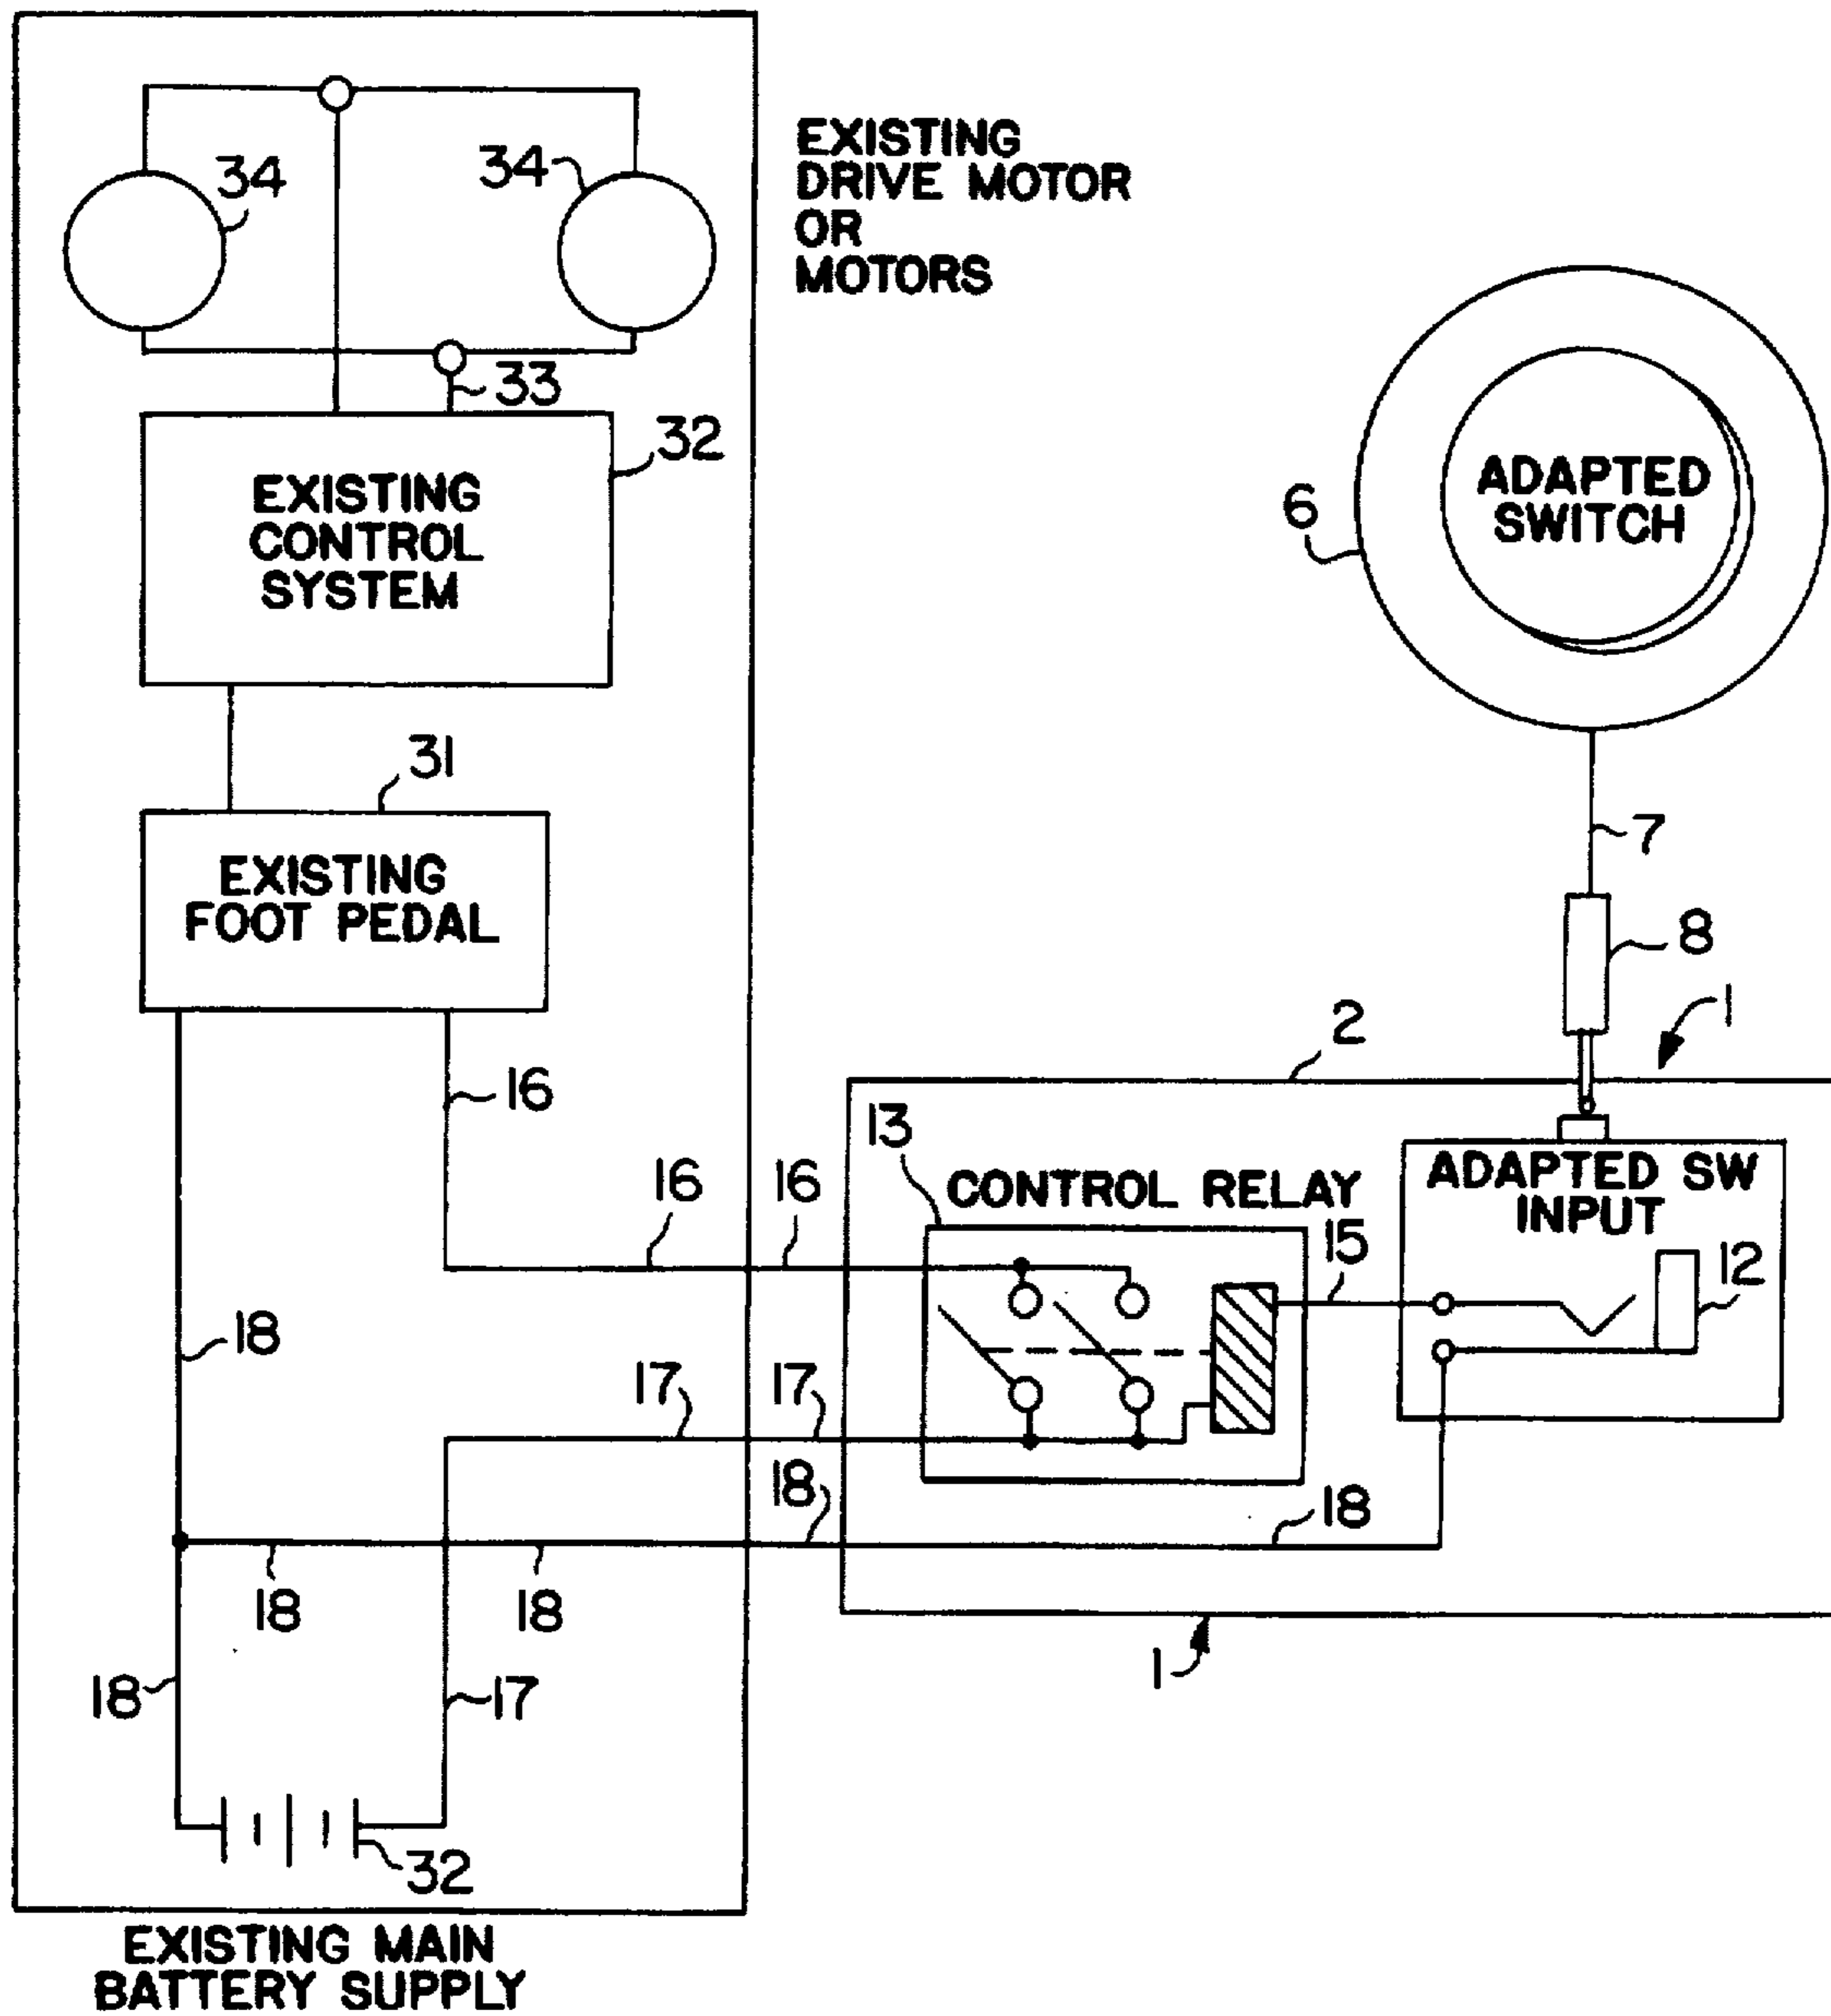 34
34
EXISTING
DRIVE MOTOR
OR
MOTORS
33
32
EXISTING
CONTROL
SYSTEM
6
ADAPTED
SWITCH
31
7
EXISTING
FOOT PEDAL
8
1
2
16
13
16
16
CONTROL RELAY
ADAPTED SW
INPUT
15
12
18
17
17
18
18
18
18
1
18
17
32
EXISTING MAIN
BATTERY SUPPLY